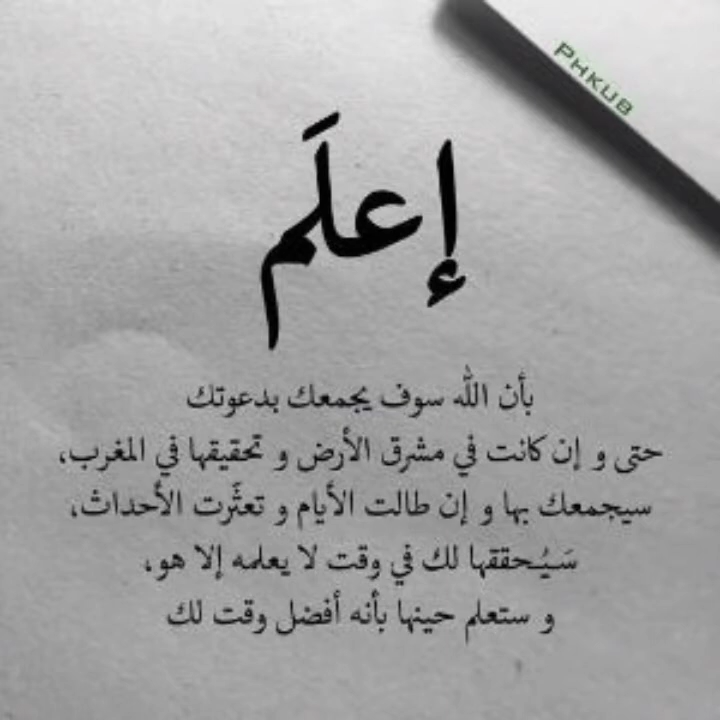 PHKUB
إعلَم
بأن الله سوف يجمعك بدعوتك
حتى و إن كانت في مشرق الأرض و تحقيقها في المغرب،
سيجمعك بها و إن طالت الأيام و تعثّرت الأحداث،
سَيُحققها لك في وقت لا يعلمه إلا هو،
و ستعلم حينها بأنه أفضل وقت لك